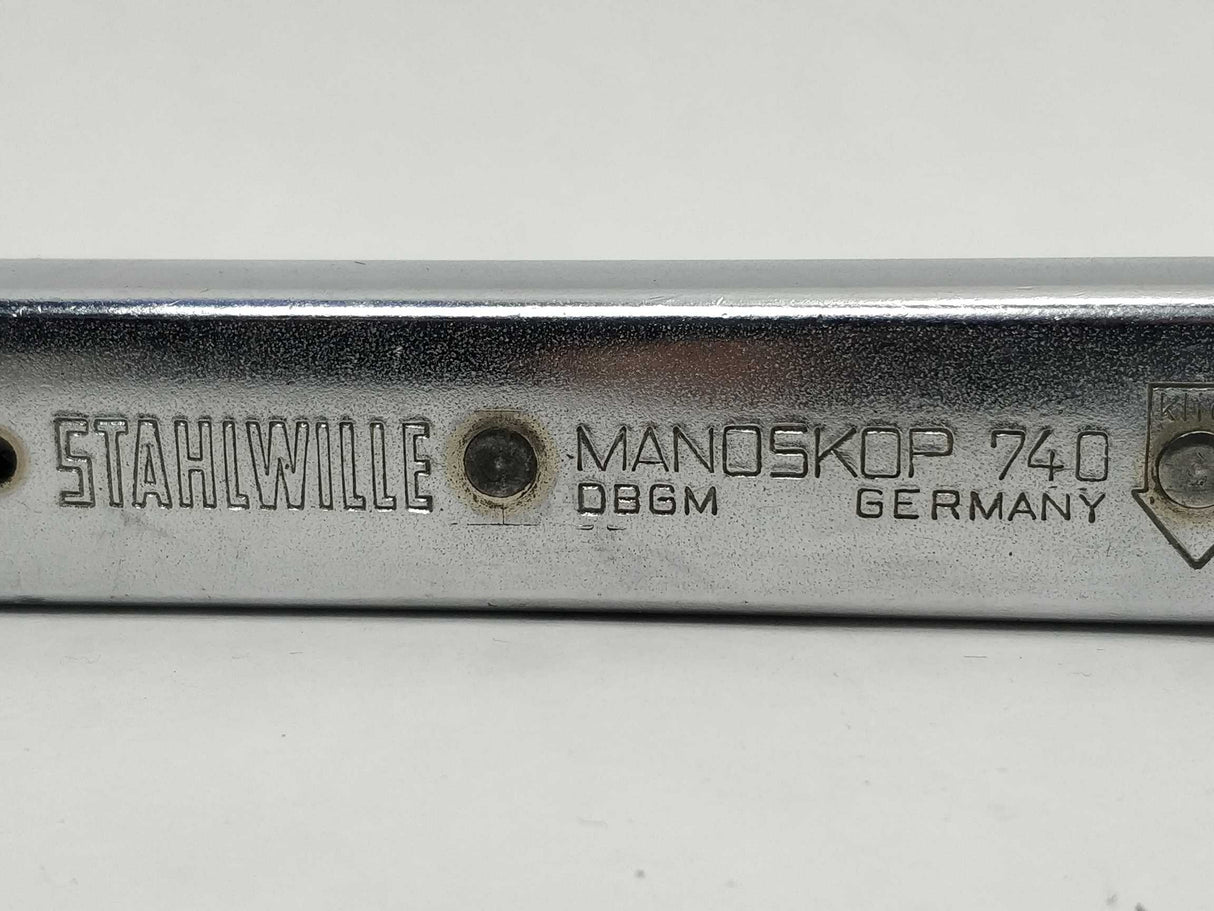 STAHLWILLE
MANOSKOP 740
DBGM GERMANY